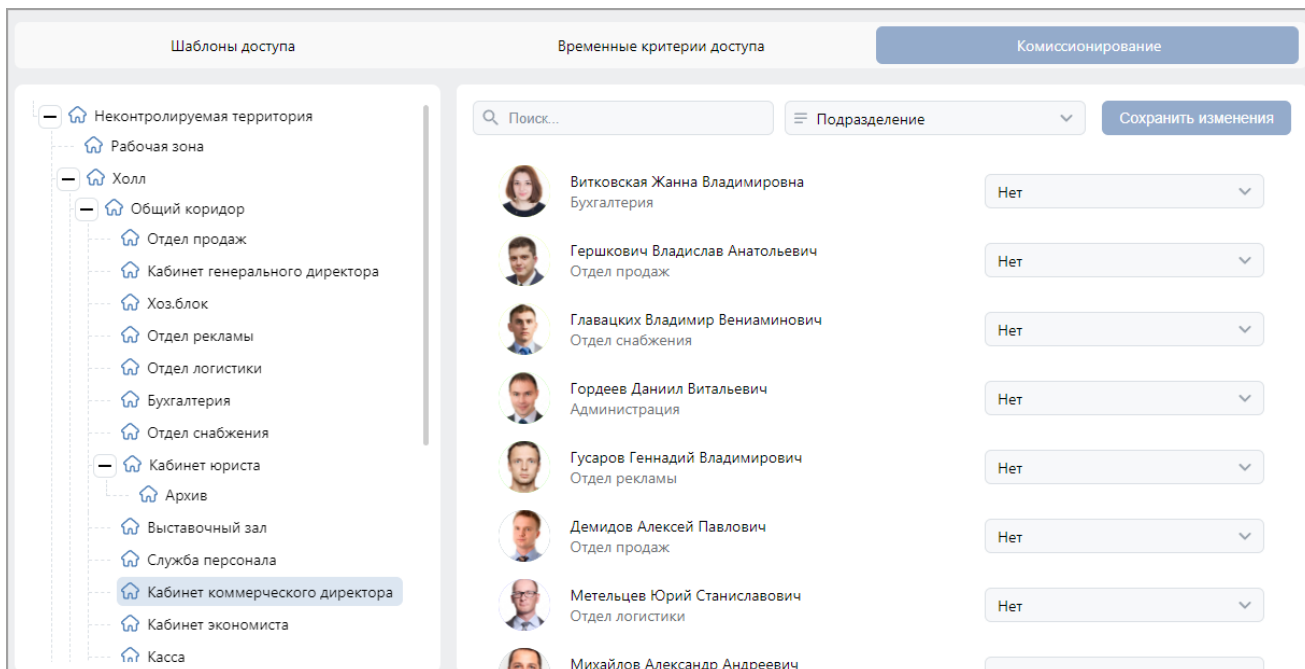 Шаблоны доступа
Временные критерии доступа
Комиссионирование
Неконтролируемая территория
Рабочая зона
Холл
Общий коридор
Отдел продаж
Кабинет генерального директора
Хоз.блок
Отдел рекламы
Отдел логистики
Бухгалтерия
Отдел снабжения
Кабинет юриста
Архив
Выставочный зал
Служба персонала
Кабинет коммерческого директора
Кабинет экономиста
Касса
Поиск...
Подразделение
Сохранить изменения
Витковская Жанна Владимировна
Бухгалтерия
Нет
Гершкович Владислав Анатольевич
Отдел продаж
Нет
Главацких Владимир Вениаминович
Отдел снабжения
Нет
Гордеев Даниил Витальевич
Администрация
Нет
Гусаров Геннадий Владимирович
Отдел рекламы
Нет
Демидов Алексей Павлович
Отдел продаж
Нет
Метельцев Юрий Станиславович
Отдел логистики
Нет
Михайлов Александр Андреевич